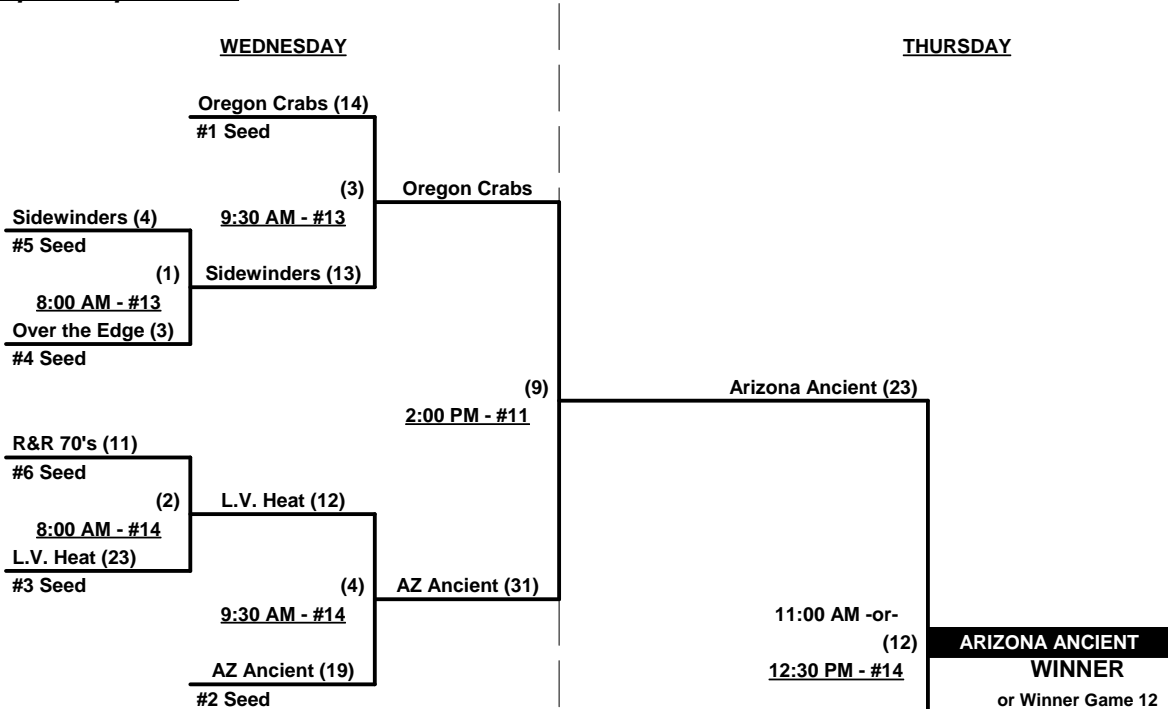 WEDNESDAY
THURSDAY
Oregon Crabs (14)
#1 Seed
(3)
Oregon Crabs
9:30 AM - #13
Sidewinders (4)
#5 Seed
(1)
Sidewinders (13)
8:00 AM - #13
Over the Edge (3)
#4 Seed
(9)
Arizona Ancient (23)
2:00 PM - #11
R&R 70's (11)
#6 Seed
(2)
L.V. Heat (12)
8:00 AM - #14
L.V. Heat (23)
#3 Seed
(4)
AZ Ancient (31)
9:30 AM - #14
11:00 AM -or-
(12)
ARIZONA ANCIENT
AZ Ancient (19)
12:30 PM - #14
WINNER
#2 Seed
or Winner Game 12